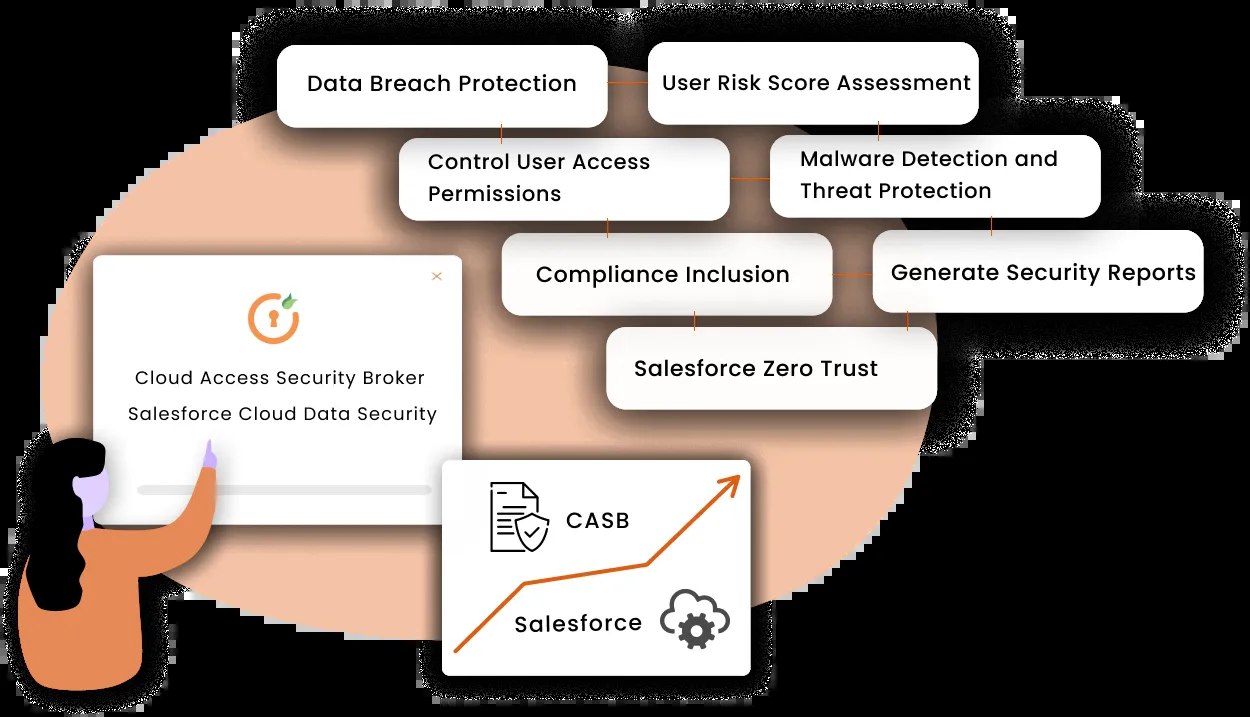 Data Breach Protection
User Risk Score Assessment
Control User Access
Permissions
Malware Detection and
Threat Protection
Compliance Inclusion
Generate Security Reports
Salesforce Zero Trust
Cloud Access Security Broker
Salesforce Cloud Data Security
CASB
Salesforce